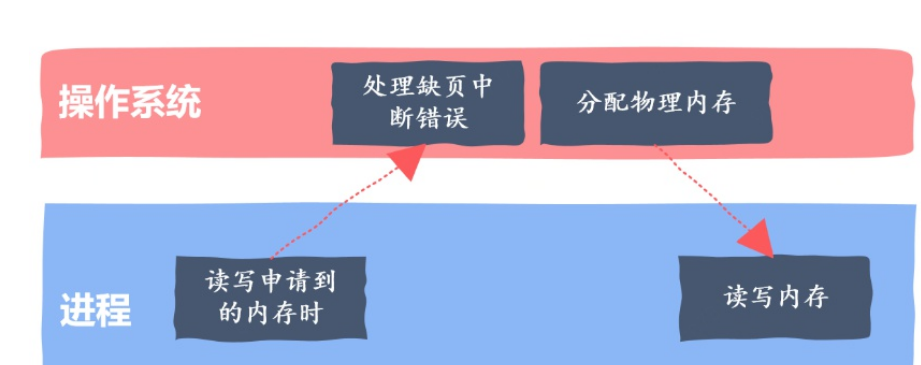 操作系统
处理缺页中
断错误
分配物理内存
进程
读写申请到
的内存时
读写内存